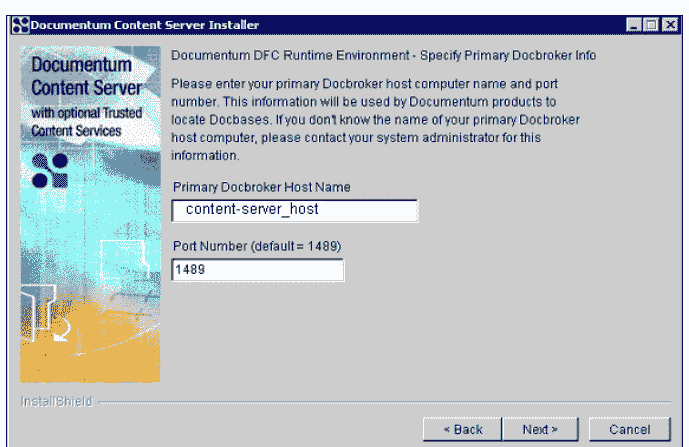 Documentum Content Server Installer
Documentum
Content Server
with optional Trusted
Content Services
Documentum DFC Runtime Environment - Specify Primary Docbroker Info
Please enter your primary Docbroker host computer name and port
number. This information will be used by Documentum products to
locate Docbases. If you don't know the name of your primary Docbroker
host computer, please contact your system administrator for this
information.
Primary Docbroker Host Name
content-server_host
Port Number (default = 1489)
1489
InstallShield
< Back
Next >
Cancel